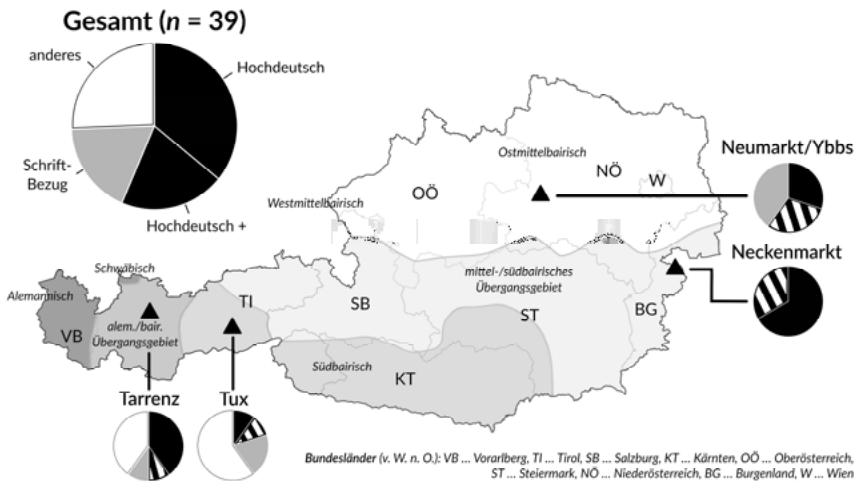 Gesamt (n = 39)
anderes
Hochdeutsch
Schrift-
Bezug
Hochdeutsch +
Ostmittelbairisch
NÖ
W
OÖ
Westmittelbairisch
Neumarkt/Ybbs
Neckenmarkt
Schwäbisch
Alemannisch
VB
alem./bair.
Übergangsgebiet
TI
SB
mittel-/südbairisches
Übergangsgebiet
ST
BG
Südbairisch
KT
Tarrenz
Tux
Bundesländer (v. W. n. O.): VB ... Vorarlberg, TI ... Tirol, SB ... Salzburg, KT ... Kärnten, OÖ ... Oberösterreich,
ST ... Steiermark, NÖ ... Niederösterreich, BG ... Burgenland, W ... Wien